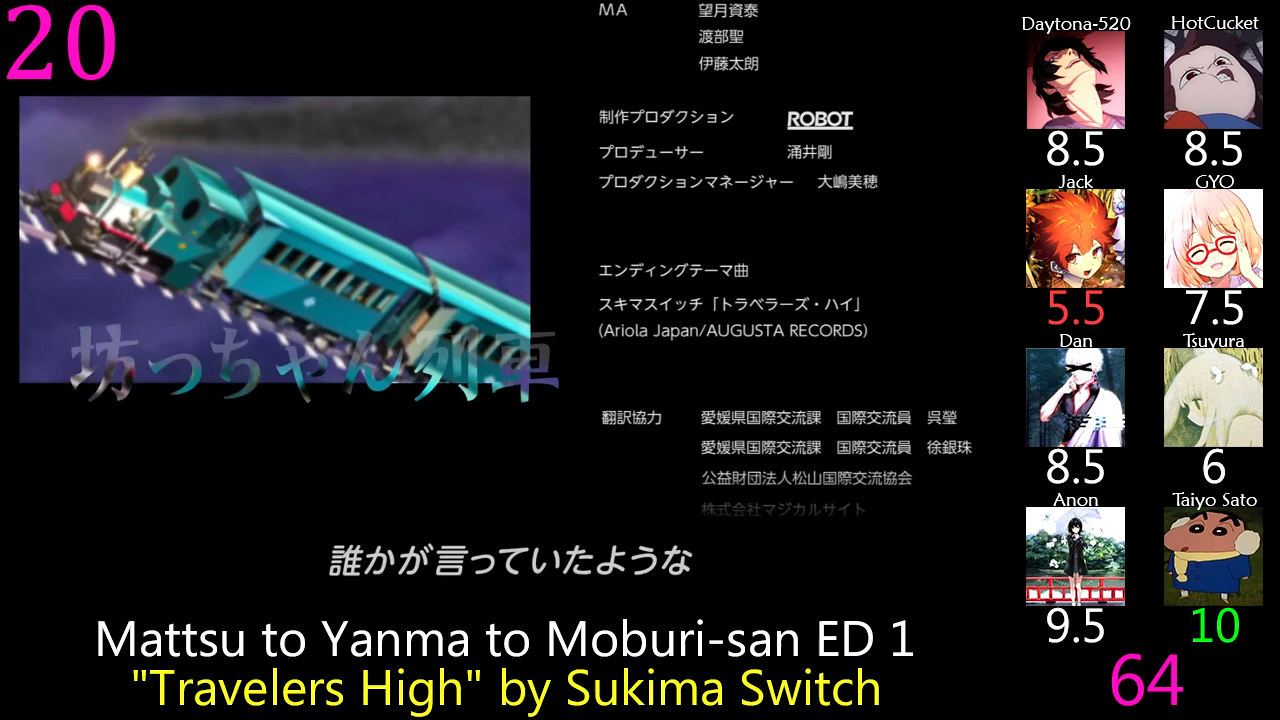 20
MA 望月資泰
渡部聖
伊藤太朗
制作プロダクション ROBOT
プロデューサー 涌井剛
プロダクションマネージャー 大嶋美穂
エンディングテーマ曲
スキマスイッチ「トラベラーズ・ハイ」
(Ariola Japan/AUGUSTA RECORDS)
翻訳協力 愛媛県国際交流課 国際交流員 呉瑩
愛媛県国際交流課 国際交流員 徐銀珠
公益財団法人松山国際交流協会
株式会社マジカルサイト
坊っちゃん列車
誰かが言っていたような
Mattsu to Yanma to Moburi-san ED 1
"Travelers High" by Sukima Switch
Daytona-520 HotCucket
8.5 8.5
Jack GYO
5.5 7.5
Dan Tsuyura
8.5 6
Anon Taiyo Sato
9.5 10
64